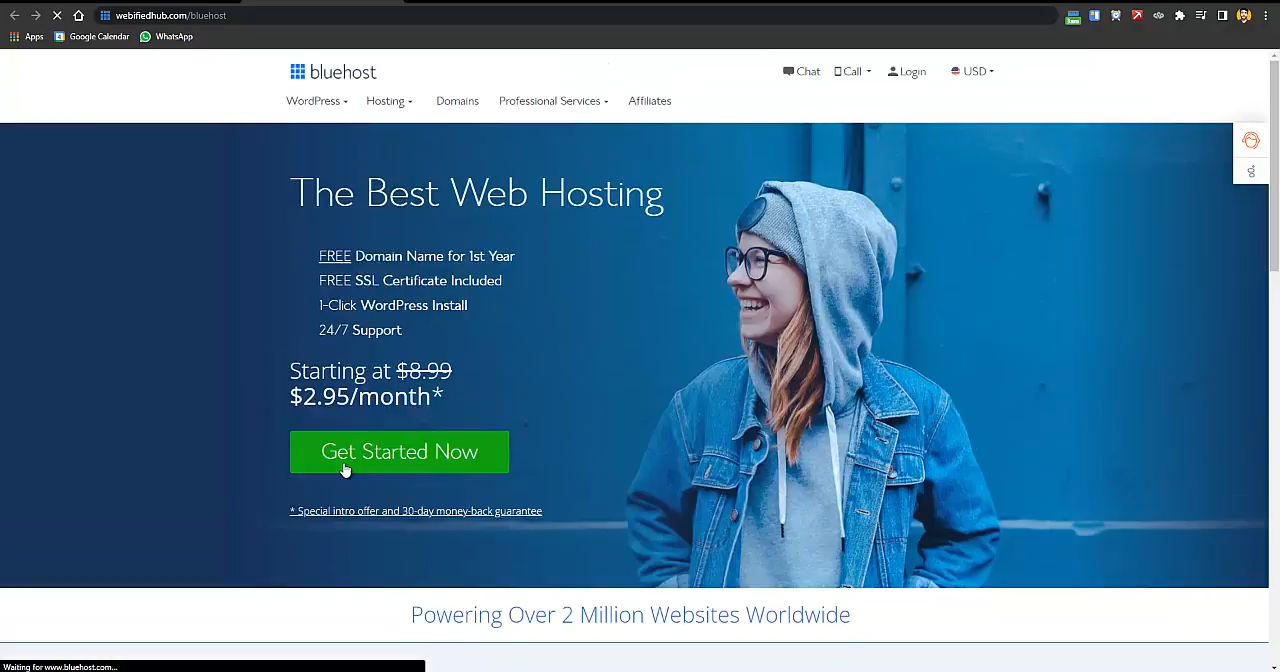 webifiedhub.com/bluehost
Apps Google Calendar WhatsApp
bluehost
Chat Call Login USD
WordPress Hosting Domains Professional Services Affiliates
The Best Web Hosting
FREE Domain Name for 1st Year
FREE SSL Certificate Included
1-Click WordPress Install
24/7 Support
Starting at $8.99
$2.95/month*
Get Started Now
* Special intro offer and 30-day money-back guarantee
Powering Over 2 Million Websites Worldwide
Waiting for www.bluehost.com...